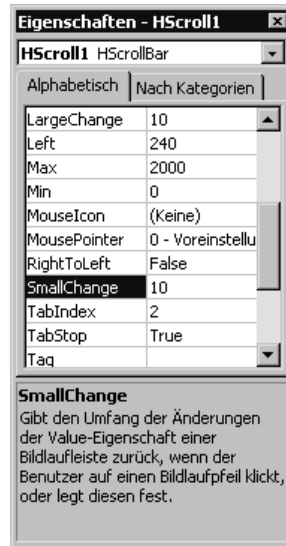 Eigenschaften - HScroll1
HScroll1 HScrollBar
Alphabetisch Nach Kategorien
LargeChange 10
Left 240
Max 2000
Min 0
MouseIcon (Keine)
MousePointer 0 - Voreinstellu
RightToLeft False
SmallChange 10
TabIndex 2
TabStop True
Tag
SmallChange
Gibt den Umfang der Änderungen
der Value-Eigenschaft einer
Bildlaufleiste zurück, wenn der
Benutzer auf einen Bildlaufpfeil klickt,
oder legt diesen fest.